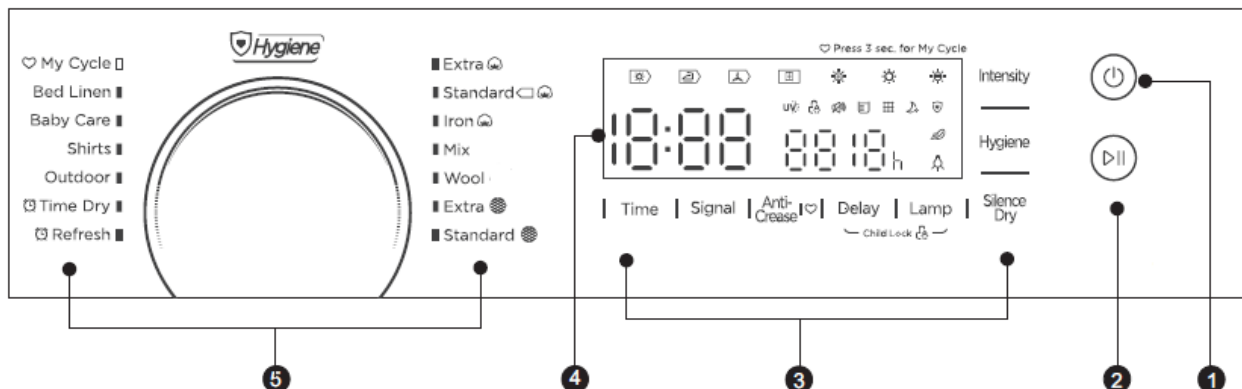 Hygiene
My Cycle
Bed Linen
Baby Care
Shirts
Outdoor
Time Dry
Refresh
Extra
Standard
Iron
Mix
Wool
Extra
Standard
Press 3 sec. for My Cycle
UV
18:88
8818h
Intensity
Hygiene
Silence
Dry
Time
Signal
Anti-
Crease
Delay
Lamp
Child Lock
5
4
3
2
1